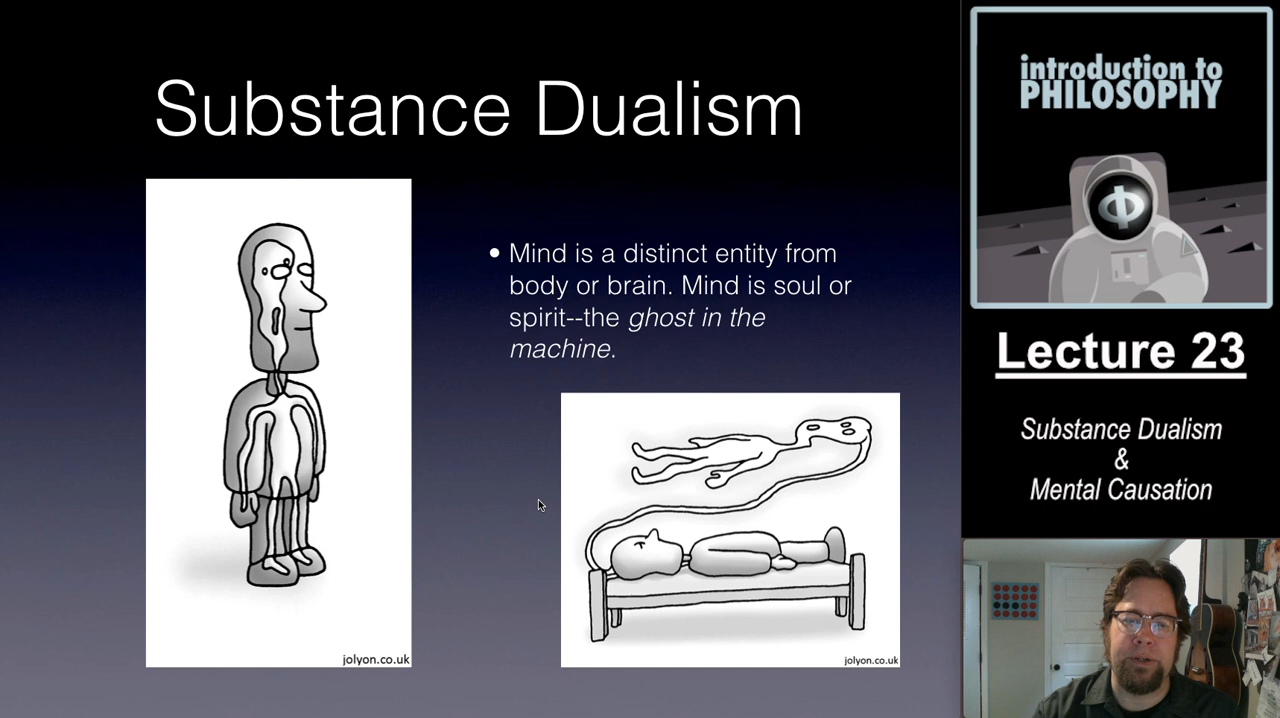 Substance Dualism
• Mind is a distinct entity from
body or brain. Mind is soul or
spirit--the ghost in the
machine.
jolyon.co.uk
jolyon.co.uk
introduction to
PHILOSOPHY
Φ
Lecture 23
Substance Dualism
&
Mental Causation